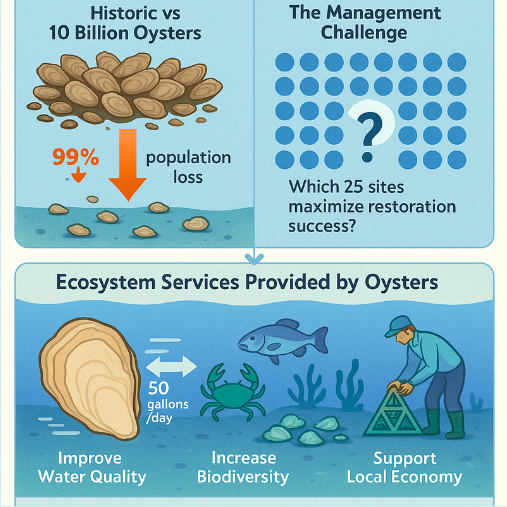 Historic vs
10 Billion Oysters
99%
population
loss
The Management
Challenge
?
Which 25 sites
maximize restoration
success?
Ecosystem Services Provided by Oysters
50
gallons
/day
Improve
Water Quality
Increase
Biodiversity
Support
Local Economy